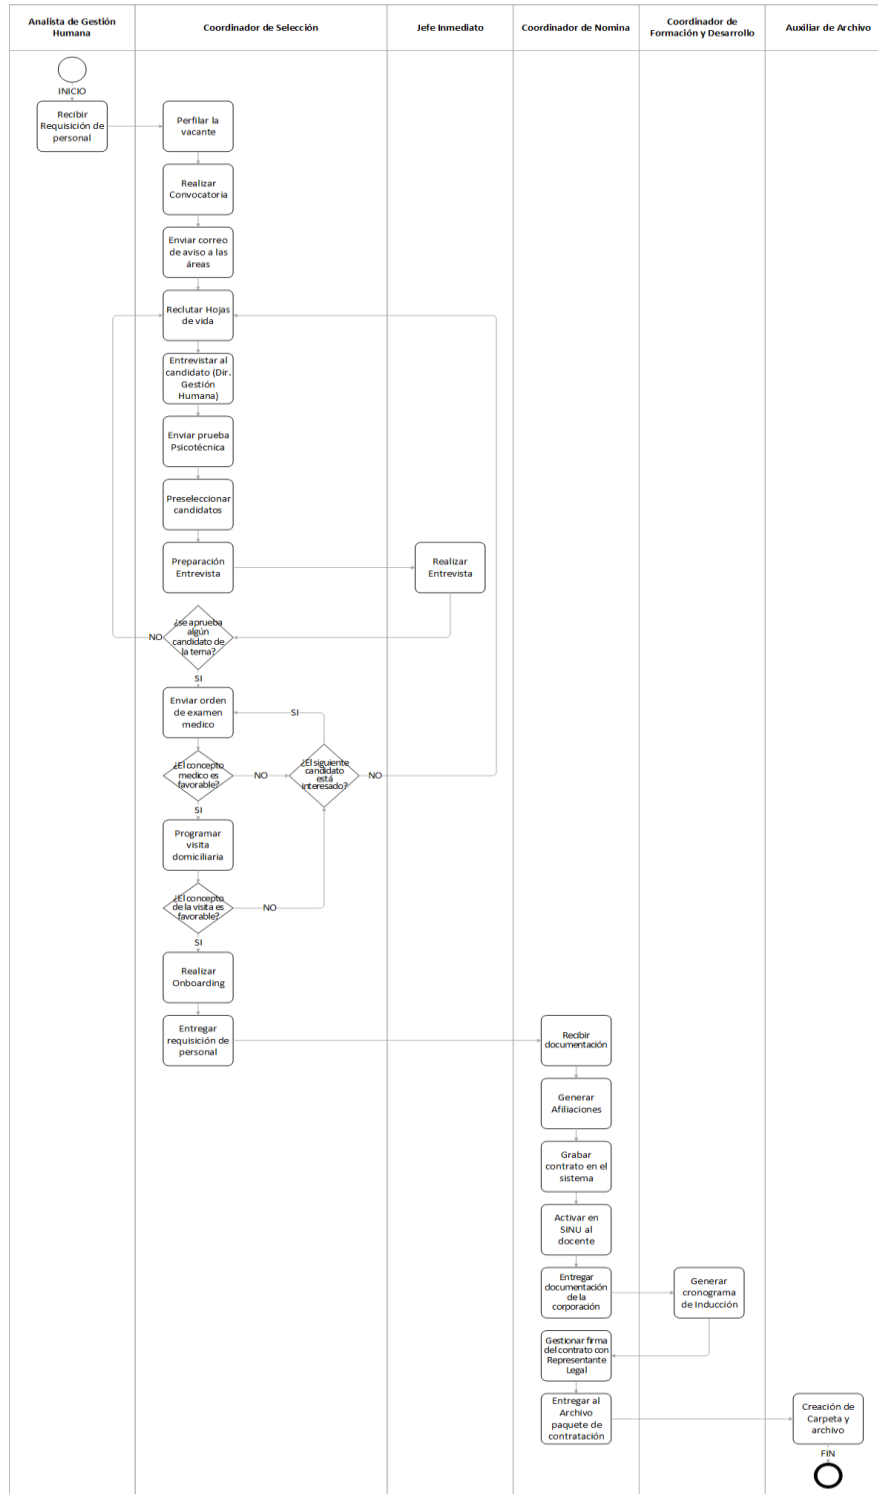 Analista de Gestión
Humana
Coordinador de Selección
Jefe Inmediato
Coordinador de Nomina
Coordinador de
Formación y Desarrollo
Auxiliar de Archivo
INICIO
Recibir
Requisición de
personal
Perfilar la
vacante
Realizar
Convocatoria
Enviar correo
de aviso a las
áreas
Reclutar Hojas
de vida
Entrevistar al
candidato (Dir.
Gestión
Humana)
Enviar prueba
Psicotécnica
Preseleccionar
candidatos
Preparación
Entrevista
Realizar
Entrevista
¿se aprueba
algún
candidato de
la terna?
NO
SI
Enviar orden
de examen
medico
SI
¿El concepto
medico es
favorable?
NO
¿El siguiente
candidato
está
interesado?
NO
SI
Programar
visita
domiciliaria
¿El concepto
de la visita es
favorable?
NO
SI
Realizar
Onboarding
Entregar
requisición de
personal
Recibir
documentación
Generar
Afiliaciones
Grabar
contrato en el
sistema
Activar en
SINU al
docente
Entregar
documentación
de la
corporación
Generar
cronograma
de Inducción
Gestionar firma
del contrato con
Representante
Legal
Entregar al
Archivo
paquete de
contratación
Creación de
Carpeta y
archivo
FIN